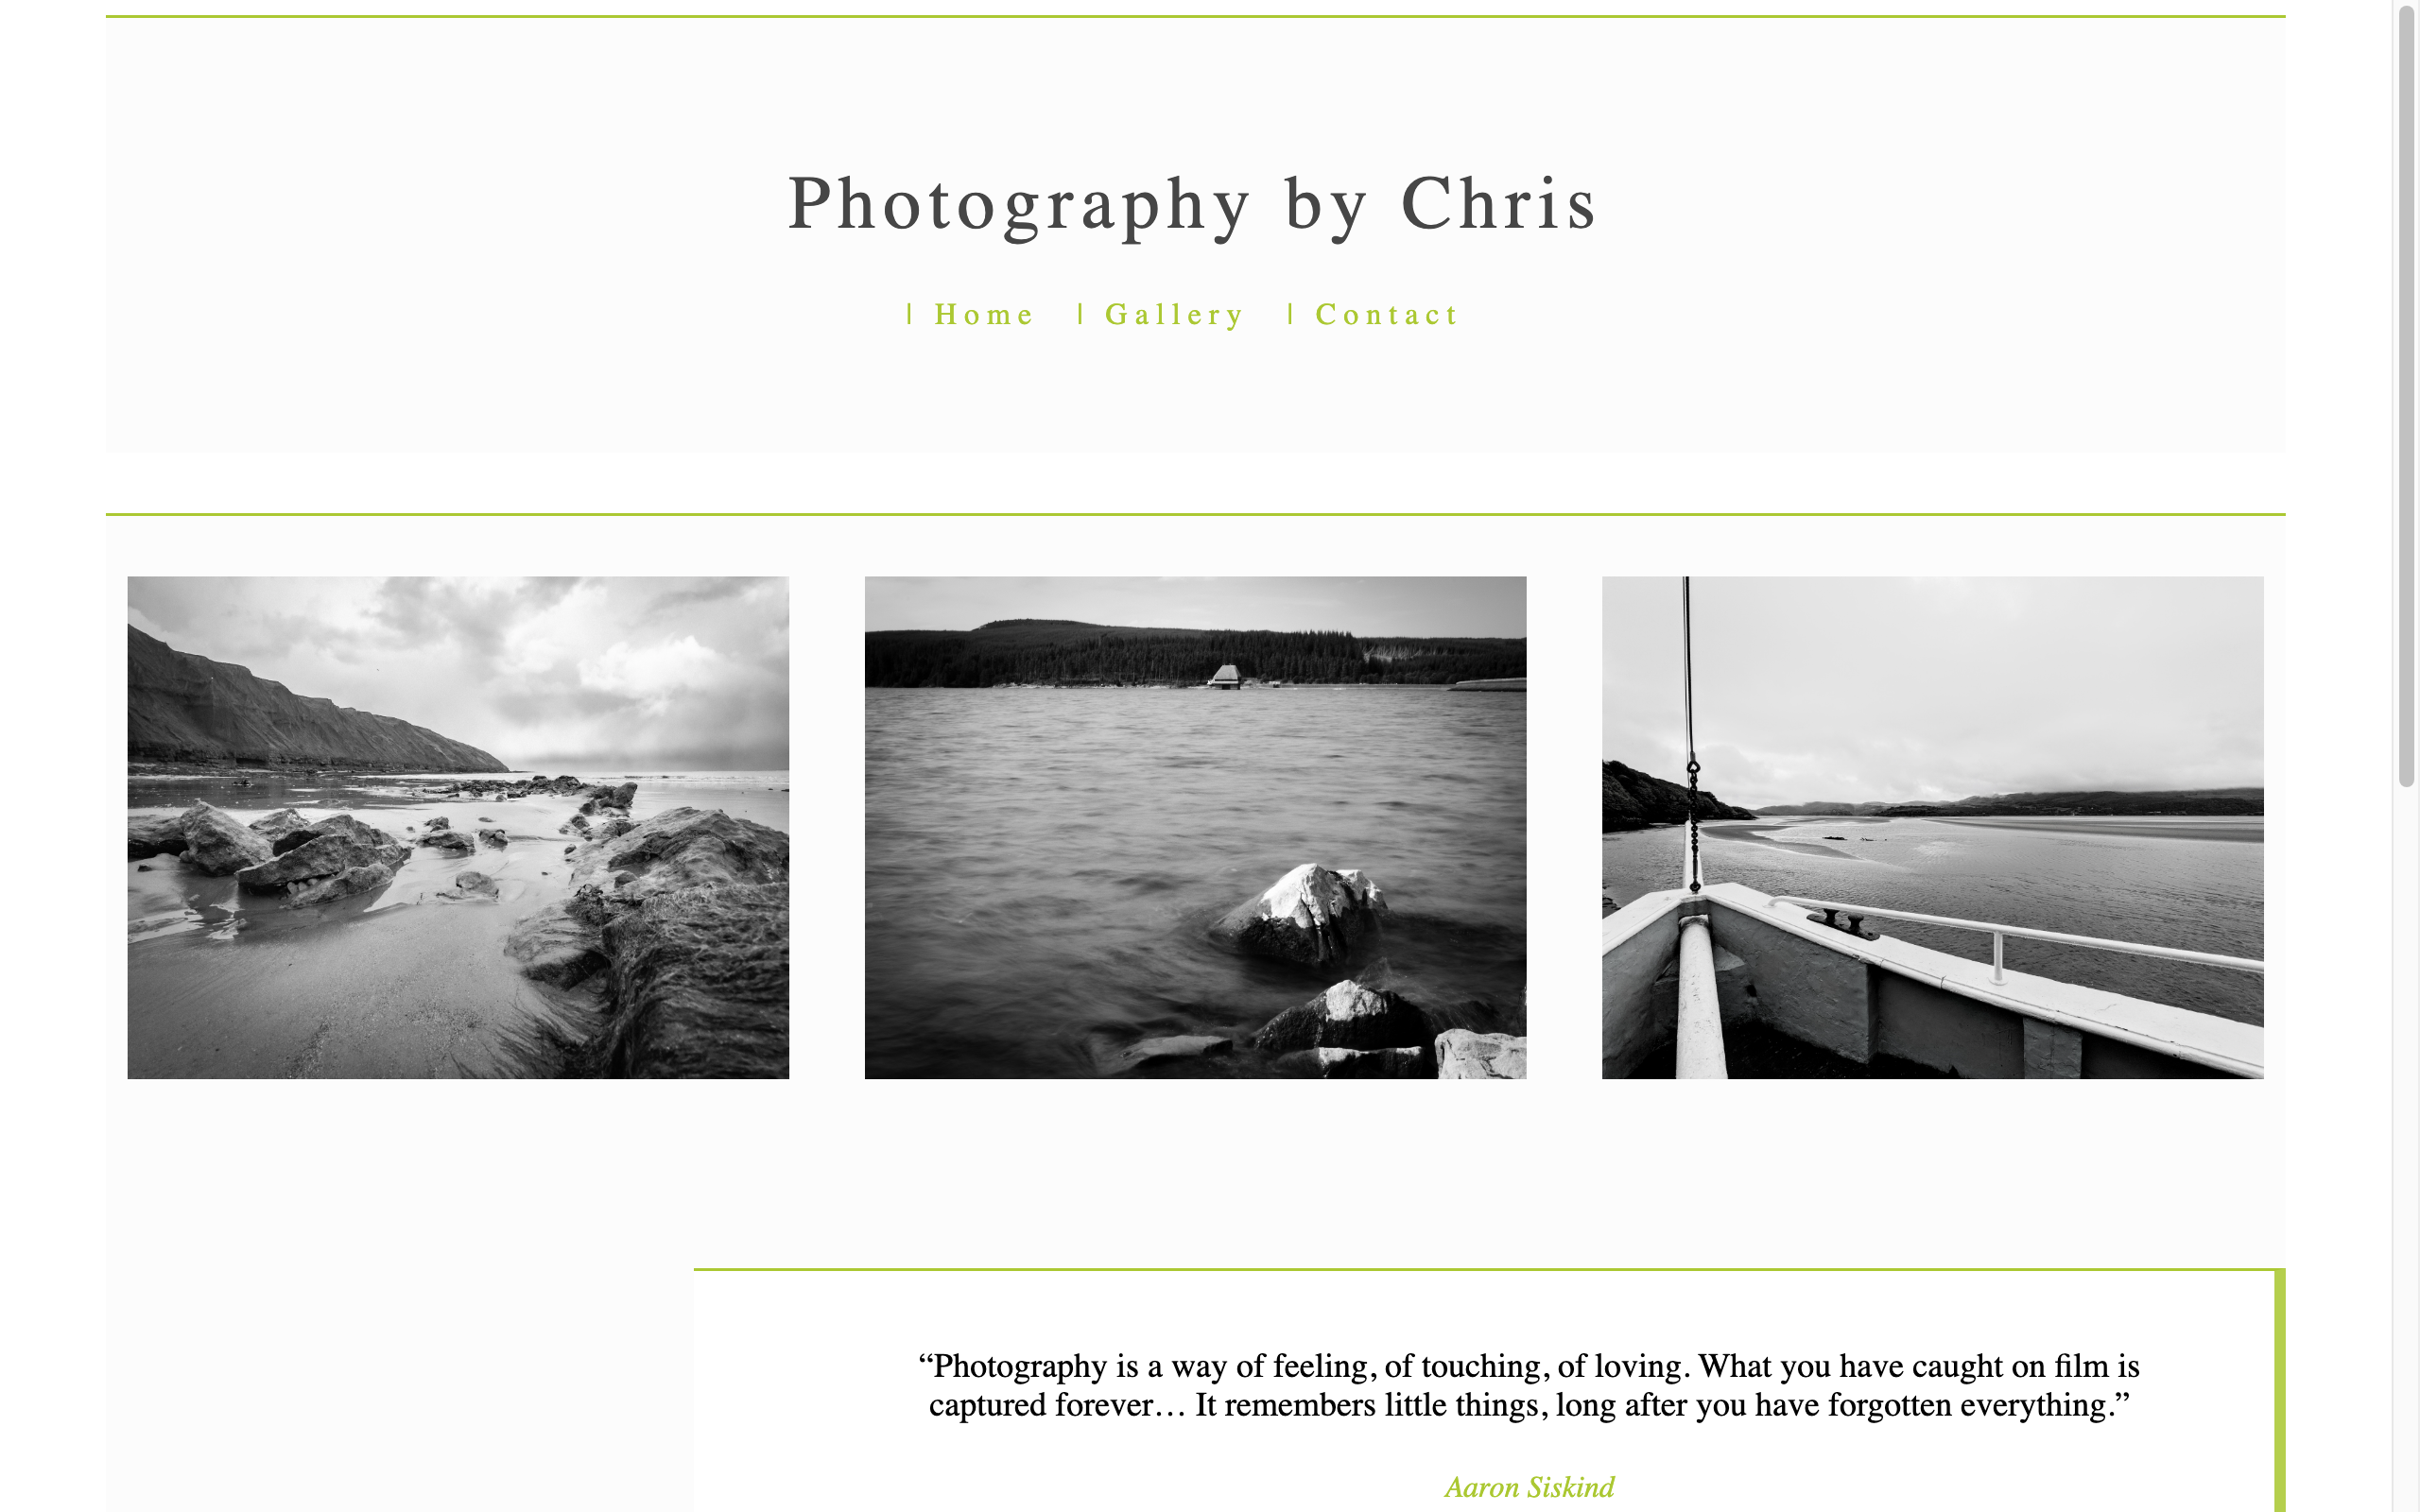 Photography by Chris
| Home | Gallery | Contact
“Photography is a way of feeling, of touching, of loving. What you have caught on film is
captured forever… It remembers little things, long after you have forgotten everything.”
Aaron Siskind